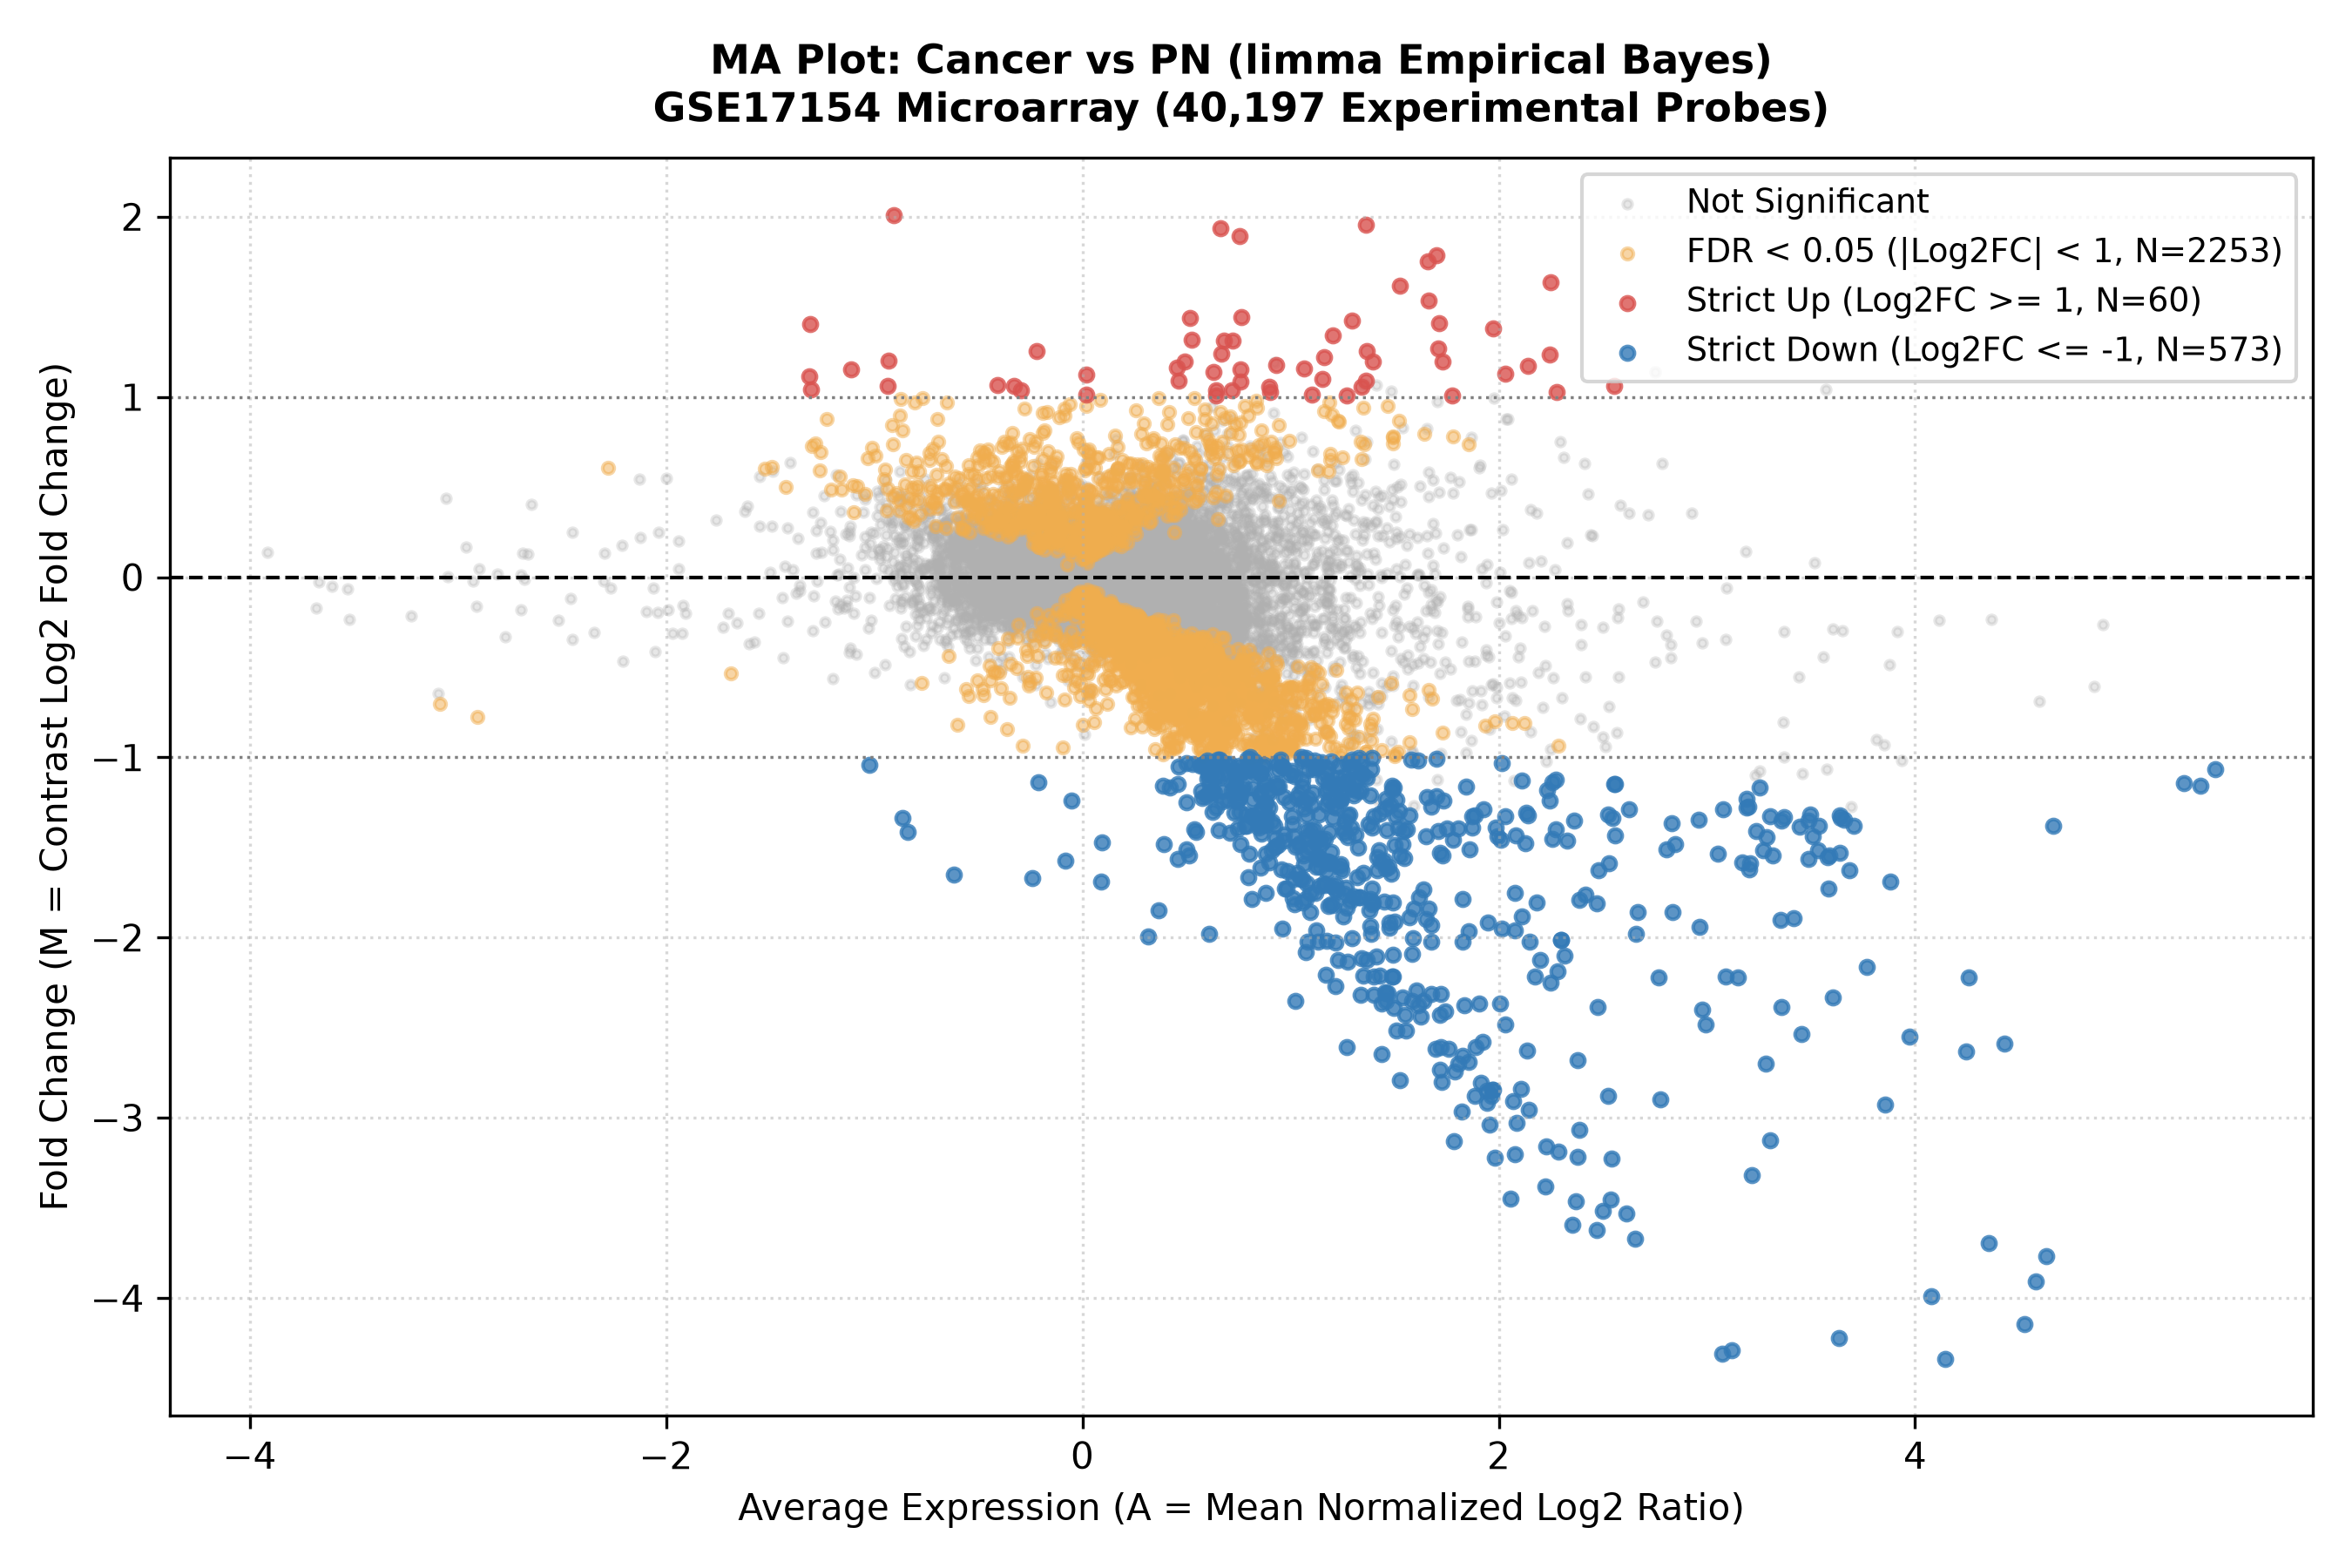 MA Plot: Cancer vs PN (limma Empirical Bayes)
GSE17154 Microarray (40,197 Experimental Probes)
Not Significant
FDR < 0.05 (|Log2FC| < 1, N=2253)
Strict Up (Log2FC >= 1, N=60)
Strict Down (Log2FC <= -1, N=573)
Fold Change (M = Contrast Log2 Fold Change)
2
1
0
−1
−2
−3
−4
−4
−2
0
2
4
Average Expression (A = Mean Normalized Log2 Ratio)